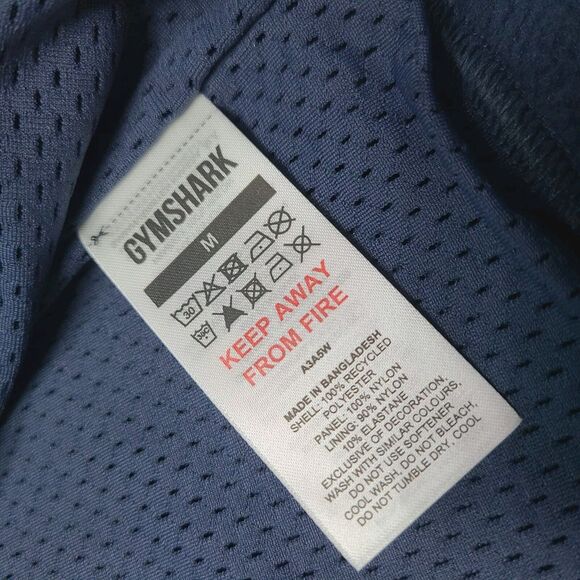 GYMSHARK
M
30
KEEP AWAY
FROM FIRE
A3A5W
MADE IN BANGLADESH
SHELL: 100% RECYCLED
POLYESTER
PANEL: 100% NYLON
LINING: 90% NYLON
10% ELASTANE
EXCLUSIVE OF DECORATION.
WASH WITH SIMILAR COLOURS.
DO NOT USE SOFTENER.
COOL WASH. DO NOT BLEACH.
DO NOT TUMBLE DRY. COOL